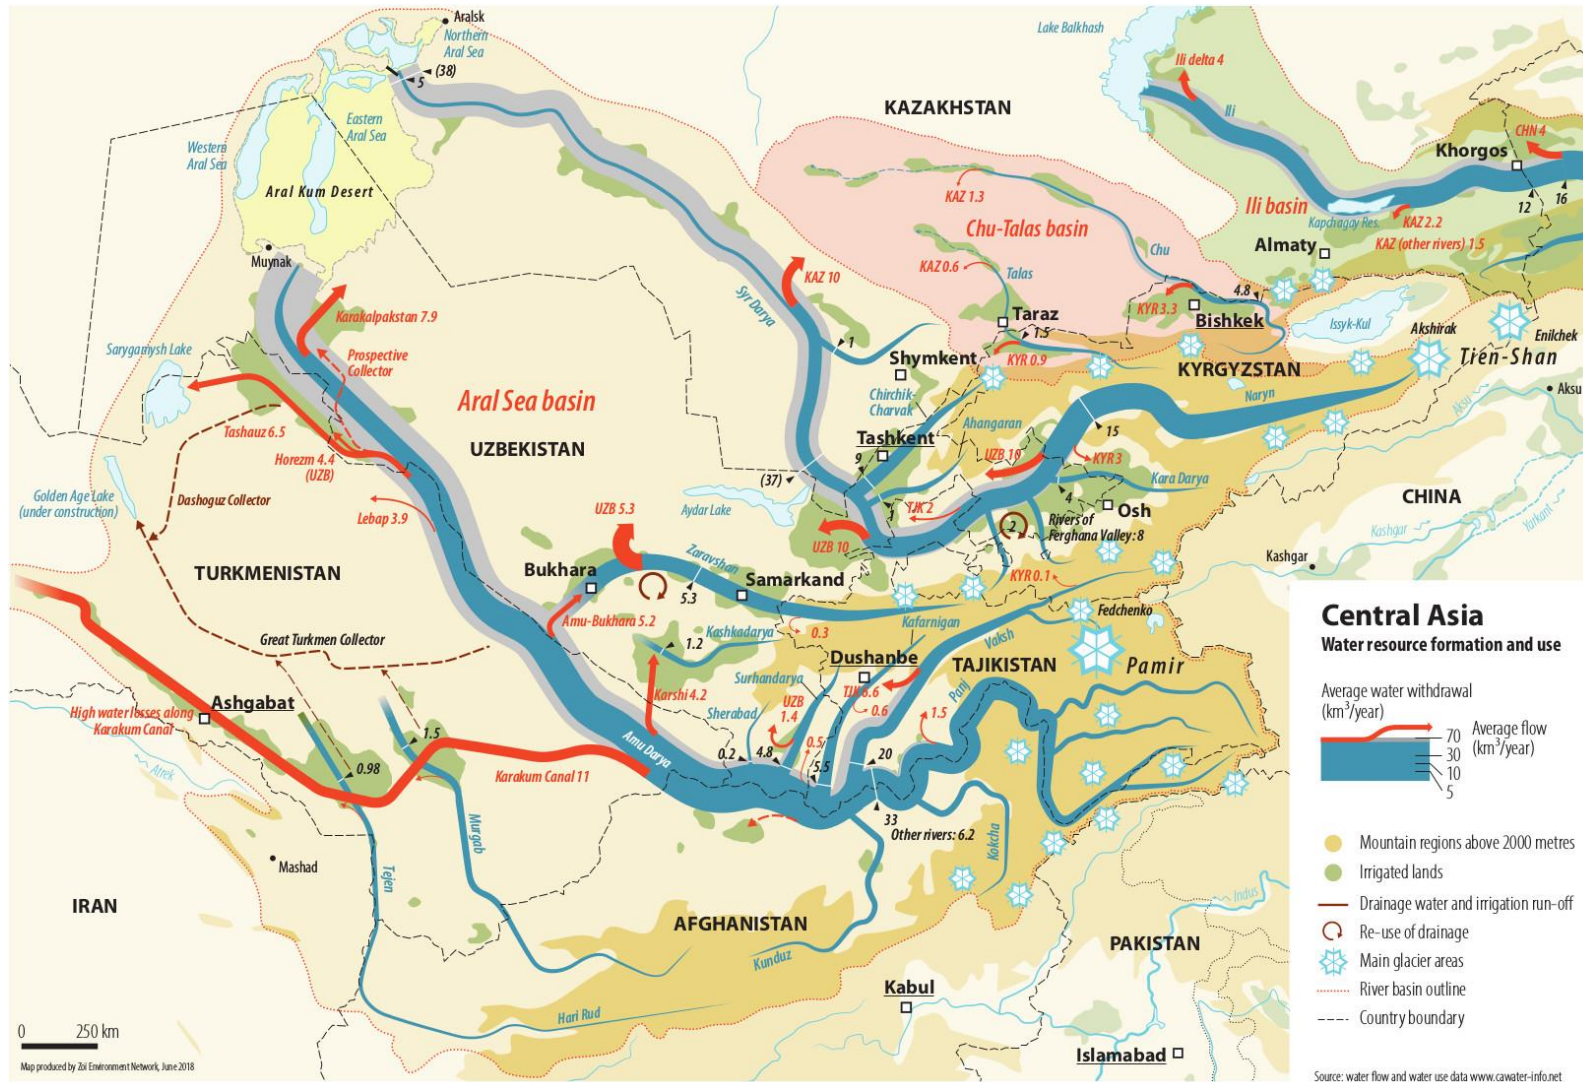 Aralsk
Northern
Aral Sea
(38)
5
Eastern
Aral Sea
Western
Aral Sea
Aral Kum Desert
Muynak
Lake Balkhash
Ili delta 4
Ili
KAZAKHSTAN
CHN 4
Khorgos
12
16
KAZ 1.3
Chu-Talas basin
Ili basin
Kapchagay Res.
KAZ 2.2
KAZ (other rivers) 1.5
Almaty
Chu
KAZ 0.6
Talas
4.8
KYR 3.3
Bishkek
Issyk-Kul
Akshirak
Enilchek
Tien-Shan
Taraz
1.5
KYR 0.9
KYRGYZSTAN
Naryn
Aksu
Aksu
KAZ 10
Syr Darya
1
Shymkent
Chirchik-
Charvak
Karakalpakstan 7.9
Prospective
Collector
Sarygamysh Lake
Aral Sea basin
UZBEKISTAN
Tashauz 6.5
Horezm 4.4
(UZB)
Ahangaran
Tashkent
9
15
UZB 10
KYR 3
Kara Darya
4
Osh
CHINA
(37)
Aydar Lake
1
TJK 2
UZB 10
2
Rivers of
Ferghana Valley: 8
Kashgar
Yarkant
Kashgar
Golden Age Lake
(under construction)
Dashoguz Collector
Lebap 3.9
UZB 5.3
Zaravshan
5.3
Bukhara
Samarkand
KYR 0.1
TURKMENISTAN
Amu-Bukhara 5.2
Kashkadarya
1.2
0.3
Kafarnigan
Vaksh
Fedchenko
Pamir
Great Turkmen Collector
Dushanbe
TAJIKISTAN
Surhandarya
Karshi 4.2
Sherabad
UZB
1.4
TJK 6.6
0.6
1.5
Panj
High water losses along
Karakum Canal
Ashgabat
1.5
0.98
Atrek
Karakum Canal 11
Amu Darya
0.2
4.8
0.5
5.5
20
33
Other rivers: 6.2
Kokcha
Mashad
Tejen
Murgab
IRAN
AFGHANISTAN
Kunduz
Hari Rud
Kabul
PAKISTAN
Indus
Islamabad
0
250 km
Map produced by Zoï Environment Network, June 2018
Central Asia
Water resource formation and use
Average water withdrawal
(km³/year)
Average flow
(km³/year)
70
30
10
5
Mountain regions above 2000 metres
Irrigated lands
Drainage water and irrigation run-off
Re-use of drainage
Main glacier areas
River basin outline
Country boundary
Source: water flow and water use data www.cawater-info.net